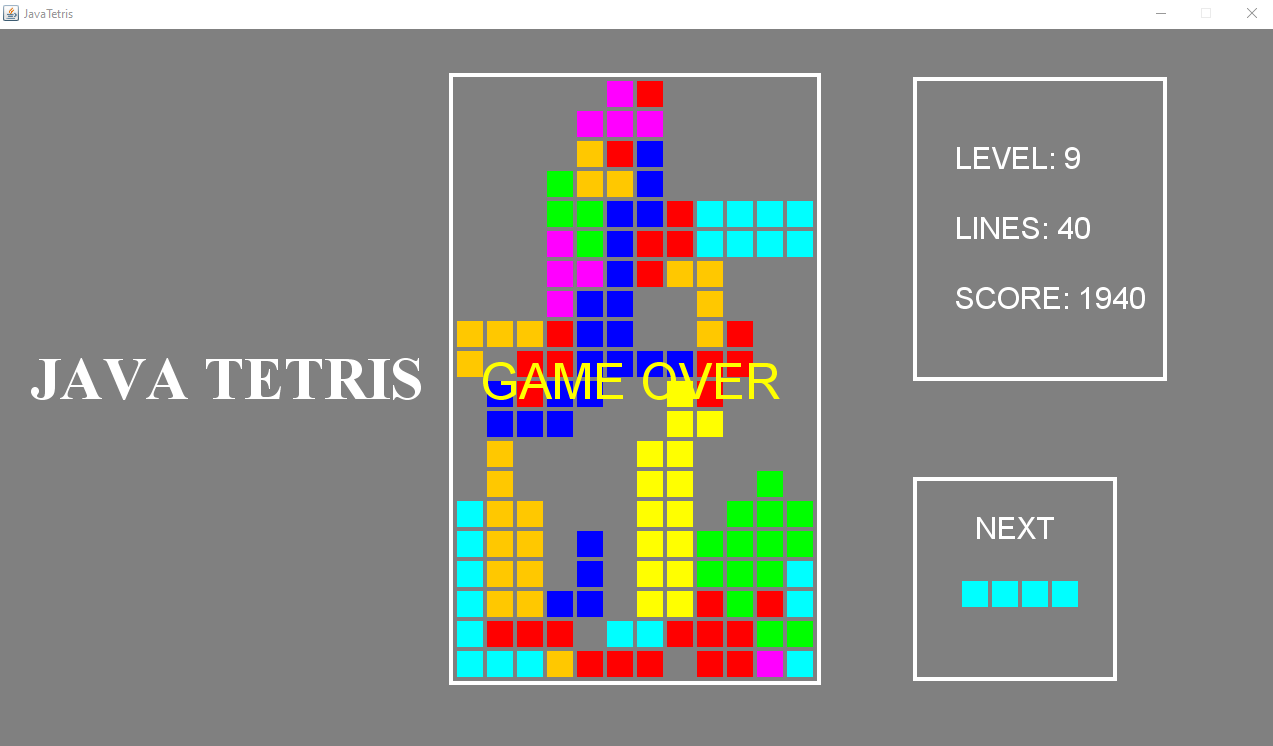 JavaTetris
JAVA TETRIS
GAME OVER
LEVEL: 9
LINES: 40
SCORE: 1940
NEXT